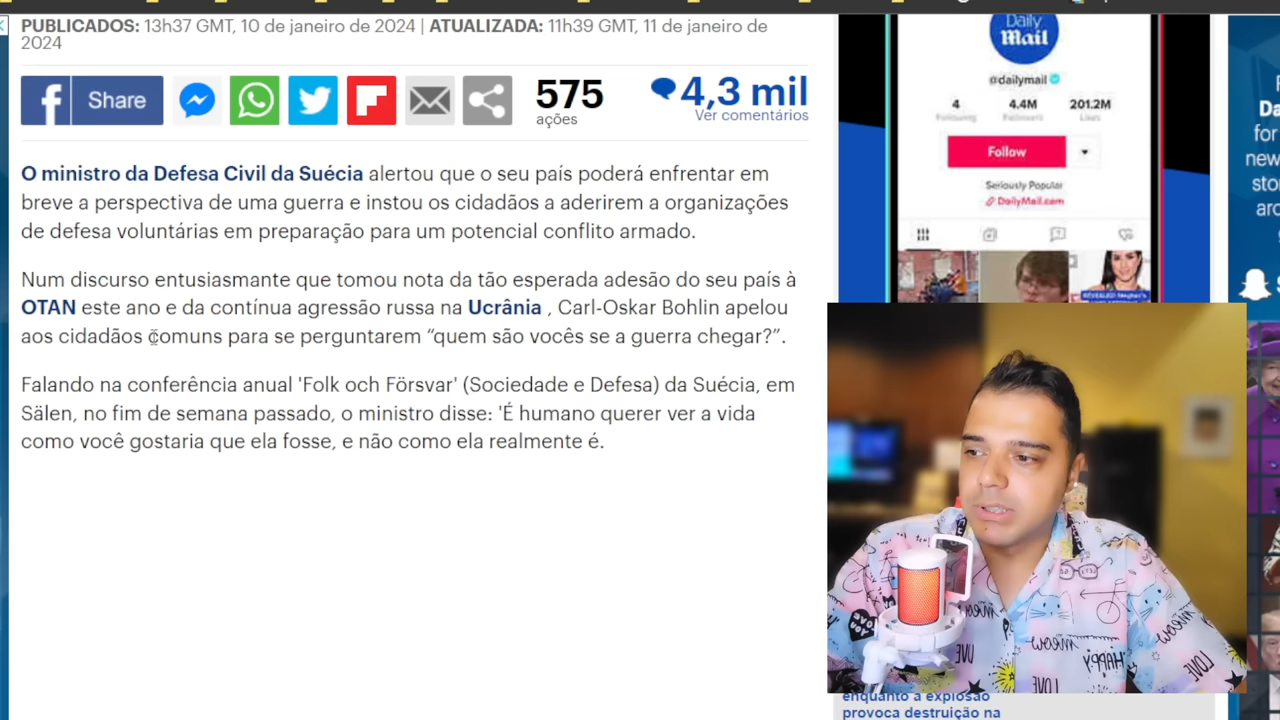 PUBLICADOS: 13h37 GMT, 10 de janeiro de 2024 | ATUALIZADA: 11h39 GMT, 11 de janeiro de
2024
Share
575
ações
4,3 mil
Ver comentários
O ministro da Defesa Civil da Suécia alertou que o seu país poderá enfrentar em
breve a perspectiva de uma guerra e instou os cidadãos a aderirem a organizações
de defesa voluntárias em preparação para um potencial conflito armado.
Num discurso entusiasmante que tomou nota da tão esperada adesão do seu país à
OTAN este ano e da contínua agressão russa na Ucrânia , Carl-Oskar Bohlin apelou
aos cidadãos comuns para se perguntarem “quem são vocês se a guerra chegar?”.
Falando na conferência anual 'Folk och Försvar' (Sociedade e Defesa) da Suécia, em
Sälen, no fim de semana passado, o ministro disse: 'É humano querer ver a vida
como você gostaria que ela fosse, e não como ela realmente é.
Daily
Mail
@dailymail
4
4.4M
201.2M
Following
Followers
Likes
Follow
Seriously Popular
DailyMail.com
enquanto a explosão
provoca destruição na
meow
HAPPY
LOVE
LOVE